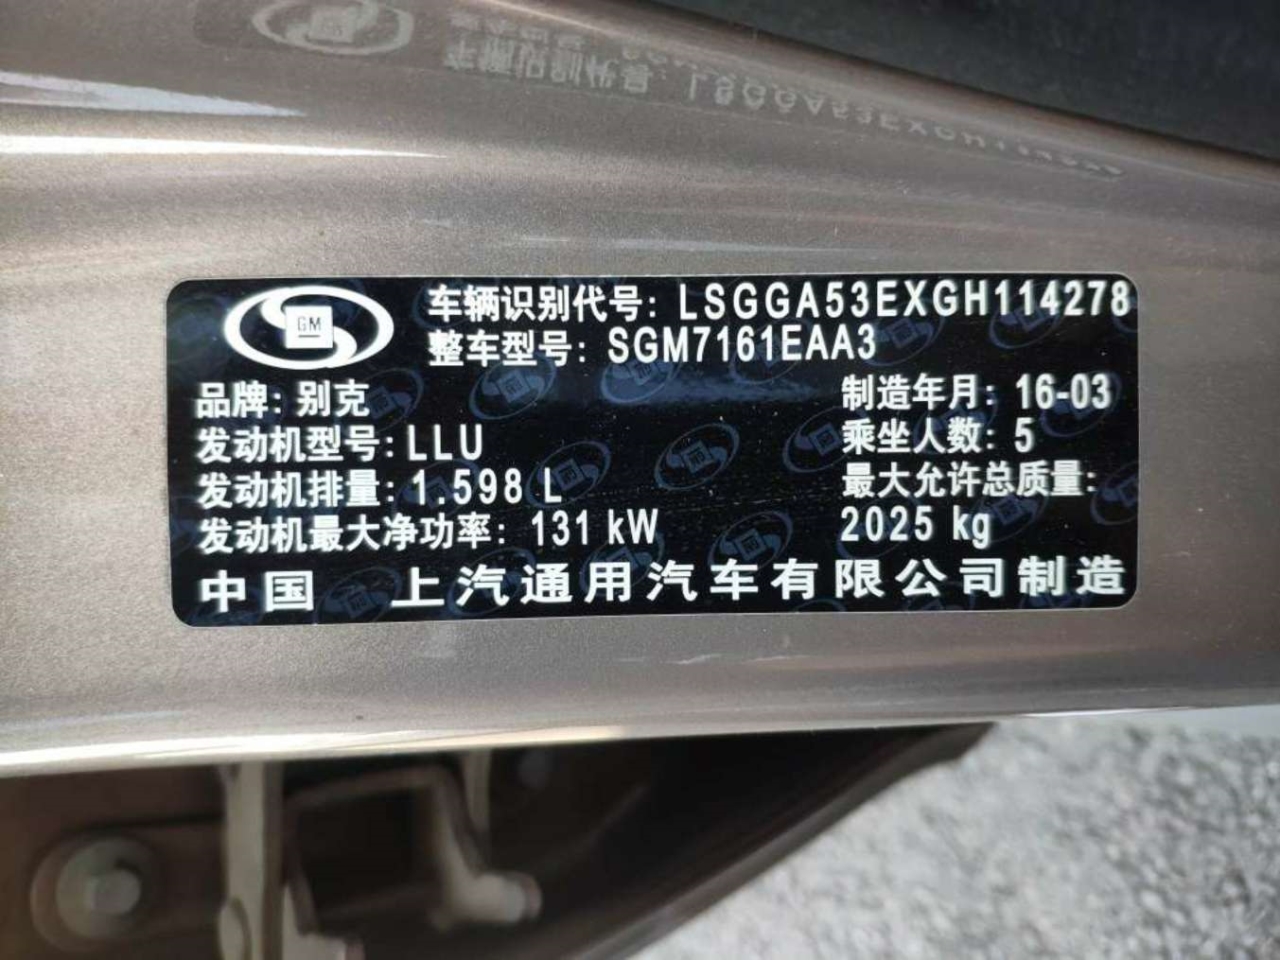 GM
车辆识别代号: LSGGA53EXGH114278
整车型号: SGM7161EAA3
品牌: 别克
制造年月: 16-03
发动机型号: LLU
乘坐人数: 5
发动机排量: 1.598 L
最大允许总质量:
发动机最大净功率: 131 kW
2025 kg
中国 上汽通用汽车有限公司制造